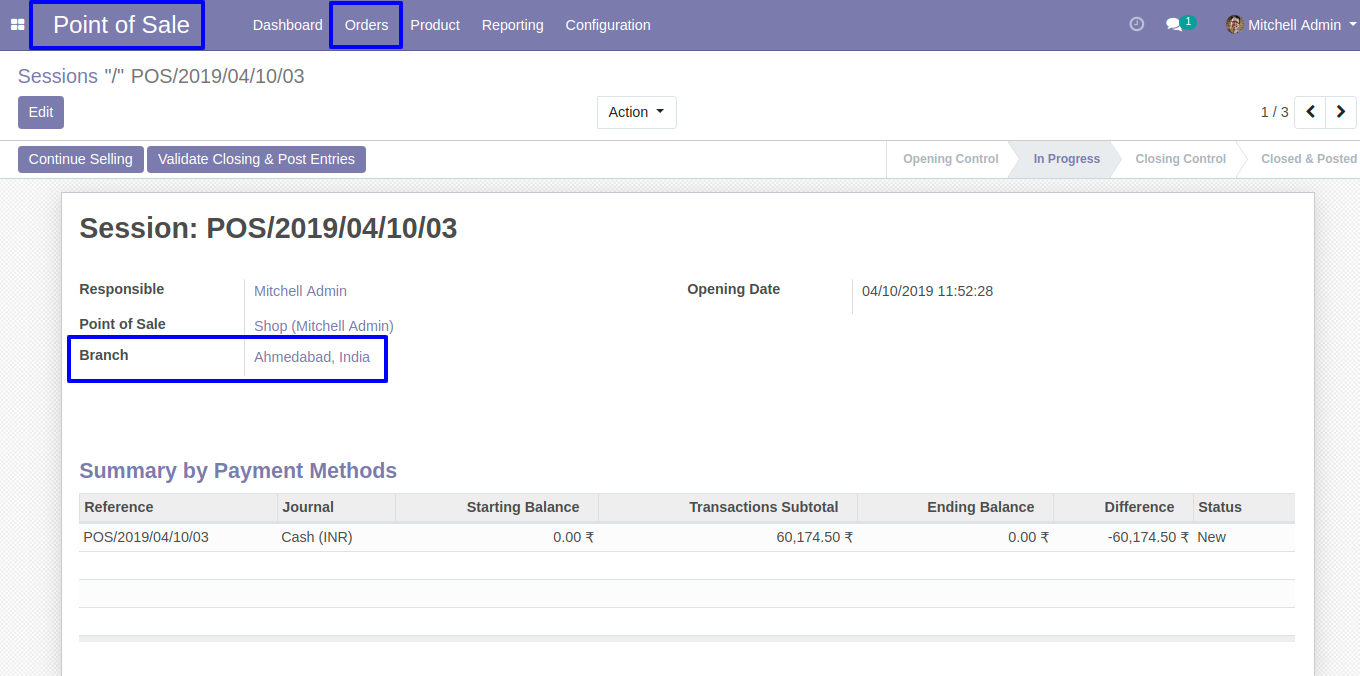 Point of Sale Dashboard Orders Product Reporting Configuration 1 Mitchell Admin
Sessions "/" POS/2019/04/10/03
Edit Action 1 / 3
Continue Selling Validate Closing & Post Entries Opening Control In Progress Closing Control Closed & Posted
Session: POS/2019/04/10/03
Responsible Mitchell Admin Opening Date 04/10/2019 11:52:28
Point of Sale Shop (Mitchell Admin)
Branch Ahmedabad, India
Summary by Payment Methods
Reference Journal Starting Balance Transactions Subtotal Ending Balance Difference Status
POS/2019/04/10/03 Cash (INR) 0.00 ₹ 60,174.50 ₹ 0.00 ₹ -60,174.50 ₹ New